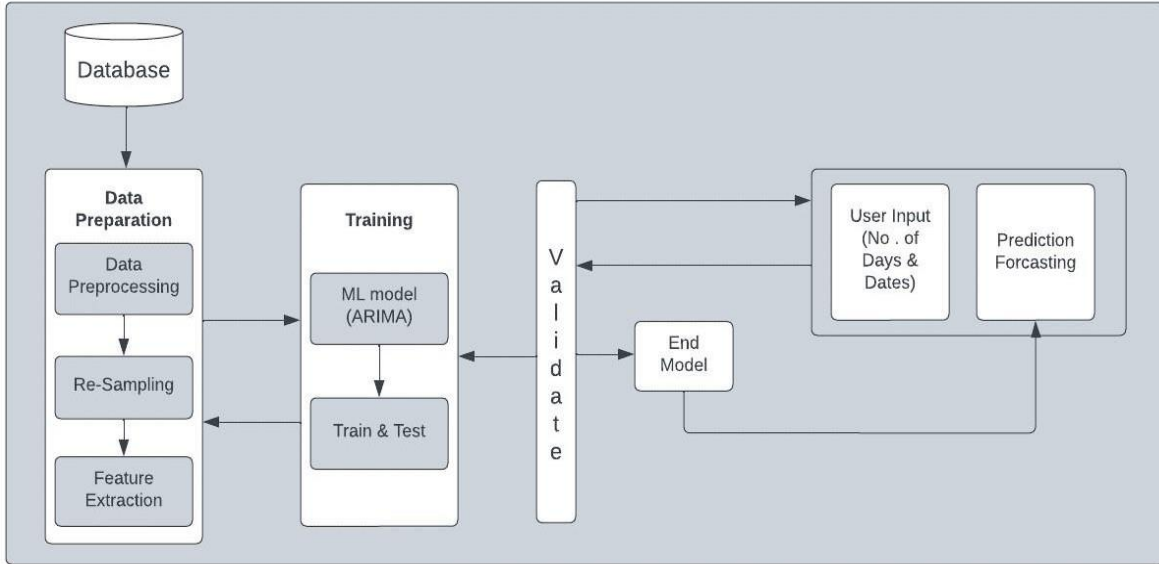 Database
Data
Preparation
Data
Preprocessing
Re-Sampling
Feature
Extraction
Training
ML model
(ARIMA)
Train & Test
V
a
l
i
d
a
t
e
End
Model
User Input
(No . of
Days &
Dates)
Prediction
Forcasting